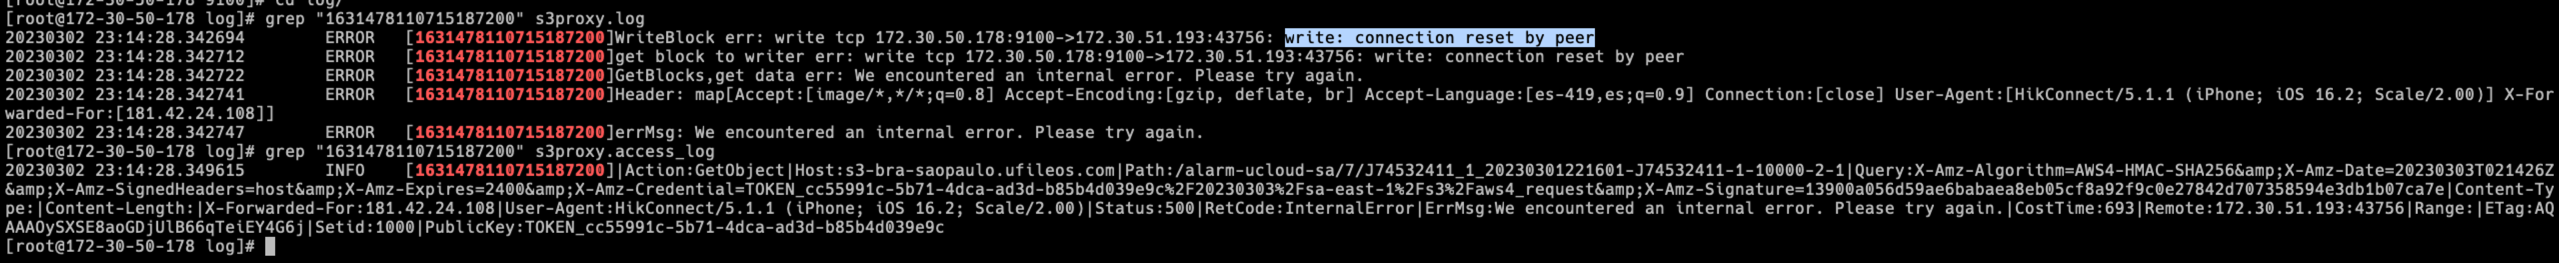 [root@172-30-50-178 9100]# cd log/
[root@172-30-50-178 log]# grep "1631478110715187200" s3proxy.log
20230302 23:14:28.342694 ERROR [1631478110715187200]WriteBlock err: write tcp 172.30.50.178:9100->172.30.51.193:43756: write: connection reset by peer
20230302 23:14:28.342712 ERROR [1631478110715187200]get block to writer err: write tcp 172.30.50.178:9100->172.30.51.193:43756: write: connection reset by peer
20230302 23:14:28.342722 ERROR [1631478110715187200]GetBlocks,get data err: We encountered an internal error. Please try again.
20230302 23:14:28.342741 ERROR [1631478110715187200]Header: map[Accept:[image/*,*/*;q=0.8] Accept-Encoding:[gzip, deflate, br] Accept-Language:[es-419,es;q=0.9] Connection:[close] User-Agent:[HikConnect/5.1.1 (iPhone; iOS 16.2; Scale/2.00)] X-For
warded-For:[181.42.24.108]]
20230302 23:14:28.342747 ERROR [1631478110715187200]errMsg: We encountered an internal error. Please try again.
[root@172-30-50-178 log]# grep "1631478110715187200" s3proxy.access_log
20230302 23:14:28.349615 INFO [1631478110715187200]|Action:GetObject|Host:s3-bra-saopaulo.ufileos.com|Path:/alarm-ucloud-sa/7/J74532411_1_20230301221601-J74532411-1-10000-2-1|Query:X-Amz-Algorithm=AWS4-HMAC-SHA256&amp;X-Amz-Date=20230303T021426Z
&amp;X-Amz-SignedHeaders=host&amp;X-Amz-Expires=2400&amp;X-Amz-Credential=TOKEN_cc55991c-5b71-4dca-ad3d-b85b4d039e9c%2F20230303%2Fsa-east-1%2Fs3%2Faws4_request&amp;X-Amz-Signature=13900a056d59ae6babaea8eb05cf8a92f9c0e27842d707358594e3db1b07ca7e|Content-Ty
pe:|Content-Length:|X-Forwarded-For:181.42.24.108|User-Agent:HikConnect/5.1.1 (iPhone; iOS 16.2; Scale/2.00)|Status:500|RetCode:InternalError|ErrMsg:We encountered an internal error. Please try again.|CostTime:693|Remote:172.30.51.193:43756|Range:|ETag:AQ
AAAOySXSE8aoGDjUlB66qTeiEY4G6j|Setid:1000|PublicKey:TOKEN_cc55991c-5b71-4dca-ad3d-b85b4d039e9c
[root@172-30-50-178 log]#